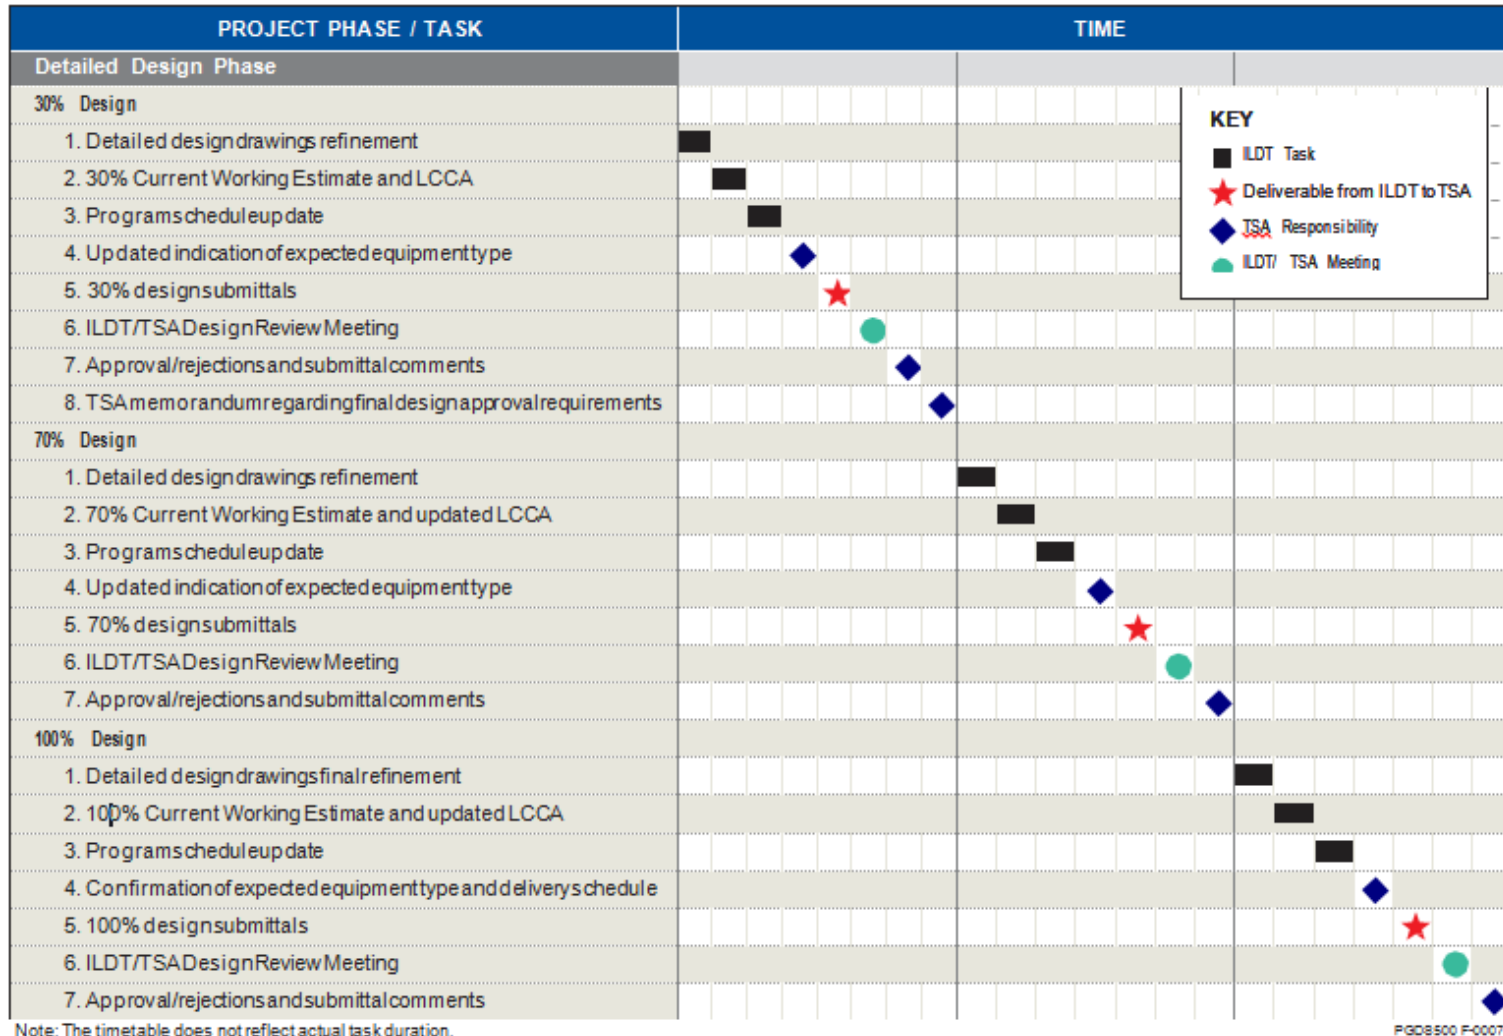 PROJECT PHASE / TASK
TIME
Detailed Design Phase
30% Design
1. Detailed design drawings refinement
2. 30% Current Working Estimate and LCCA
3. Program schedule update
4. Updated indication of expected equipment type
5. 30% design submittals
6. ILDT/TSA Design Review Meeting
7. Approval/rejections and submittal comments
8. TSA memorandum regarding final design approval requirements
70% Design
1. Detailed design drawings refinement
2. 70% Current Working Estimate and updated LCCA
3. Program schedule update
4. Updated indication of expected equipment type
5. 70% design submittals
6. ILDT/TSA Design Review Meeting
7. Approval/rejections and submittal comments
100% Design
1. Detailed design drawings final refinement
2. 100% Current Working Estimate and updated LCCA
3. Program schedule update
4. Confirmation of expected equipment type and delivery schedule
5. 100% design submittals
6. ILDT/TSA Design Review Meeting
7. Approval/rejections and submittal comments
KEY
ILDT Task
Deliverable from ILDT to TSA
TSA Responsibility
ILDT/ TSA Meeting
Note: The timetable does not reflect actual task duration.
PGDS500 F-0007